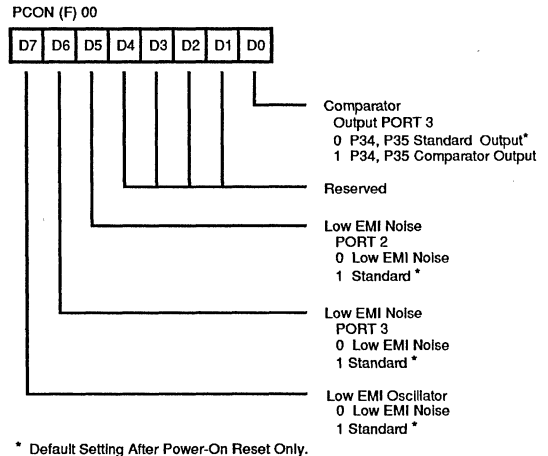 PCON (F) 00
D7 D6 D5 D4 D3 D2 D1 D0
Comparator
Output PORT 3
0 P34, P35 Standard Output*
1 P34, P35 Comparator Output
Reserved
Low EMI Noise
PORT 2
0 Low EMI Noise
1 Standard *
Low EMI Noise
PORT 3
0 Low EMI Noise
1 Standard *
Low EMI Oscillator
0 Low EMI Noise
1 Standard *
* Default Setting After Power-On Reset Only.